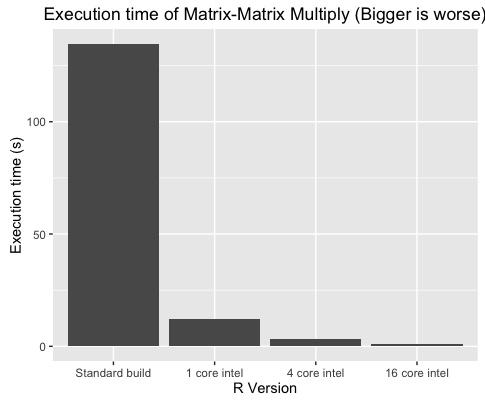 Execution time of Matrix-Matrix Multiply (Bigger is worse)
Execution time (s)
100
50
0
Standard build
1 core intel
4 core intel
16 core intel
R Version